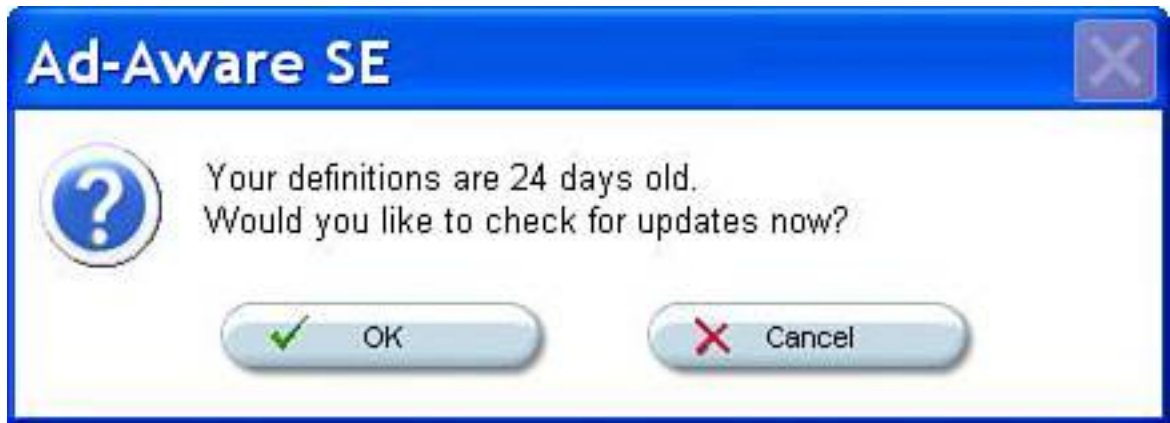 Ad-Aware SE
Your definitions are 24 days old.
Would you like to check for updates now?
OK
Cancel